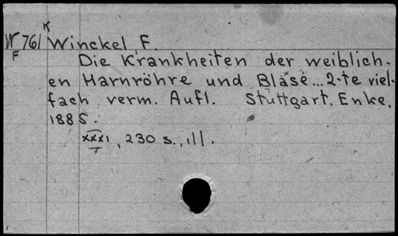 K
W 761 Winckel F.
F
Die Krankheiten der weiblich-
en Harnröhre und Blase...2-te viel-
fach verm. Aufl. Stuttgart, Enke,
1885.
XXXI, 230 s., ill.